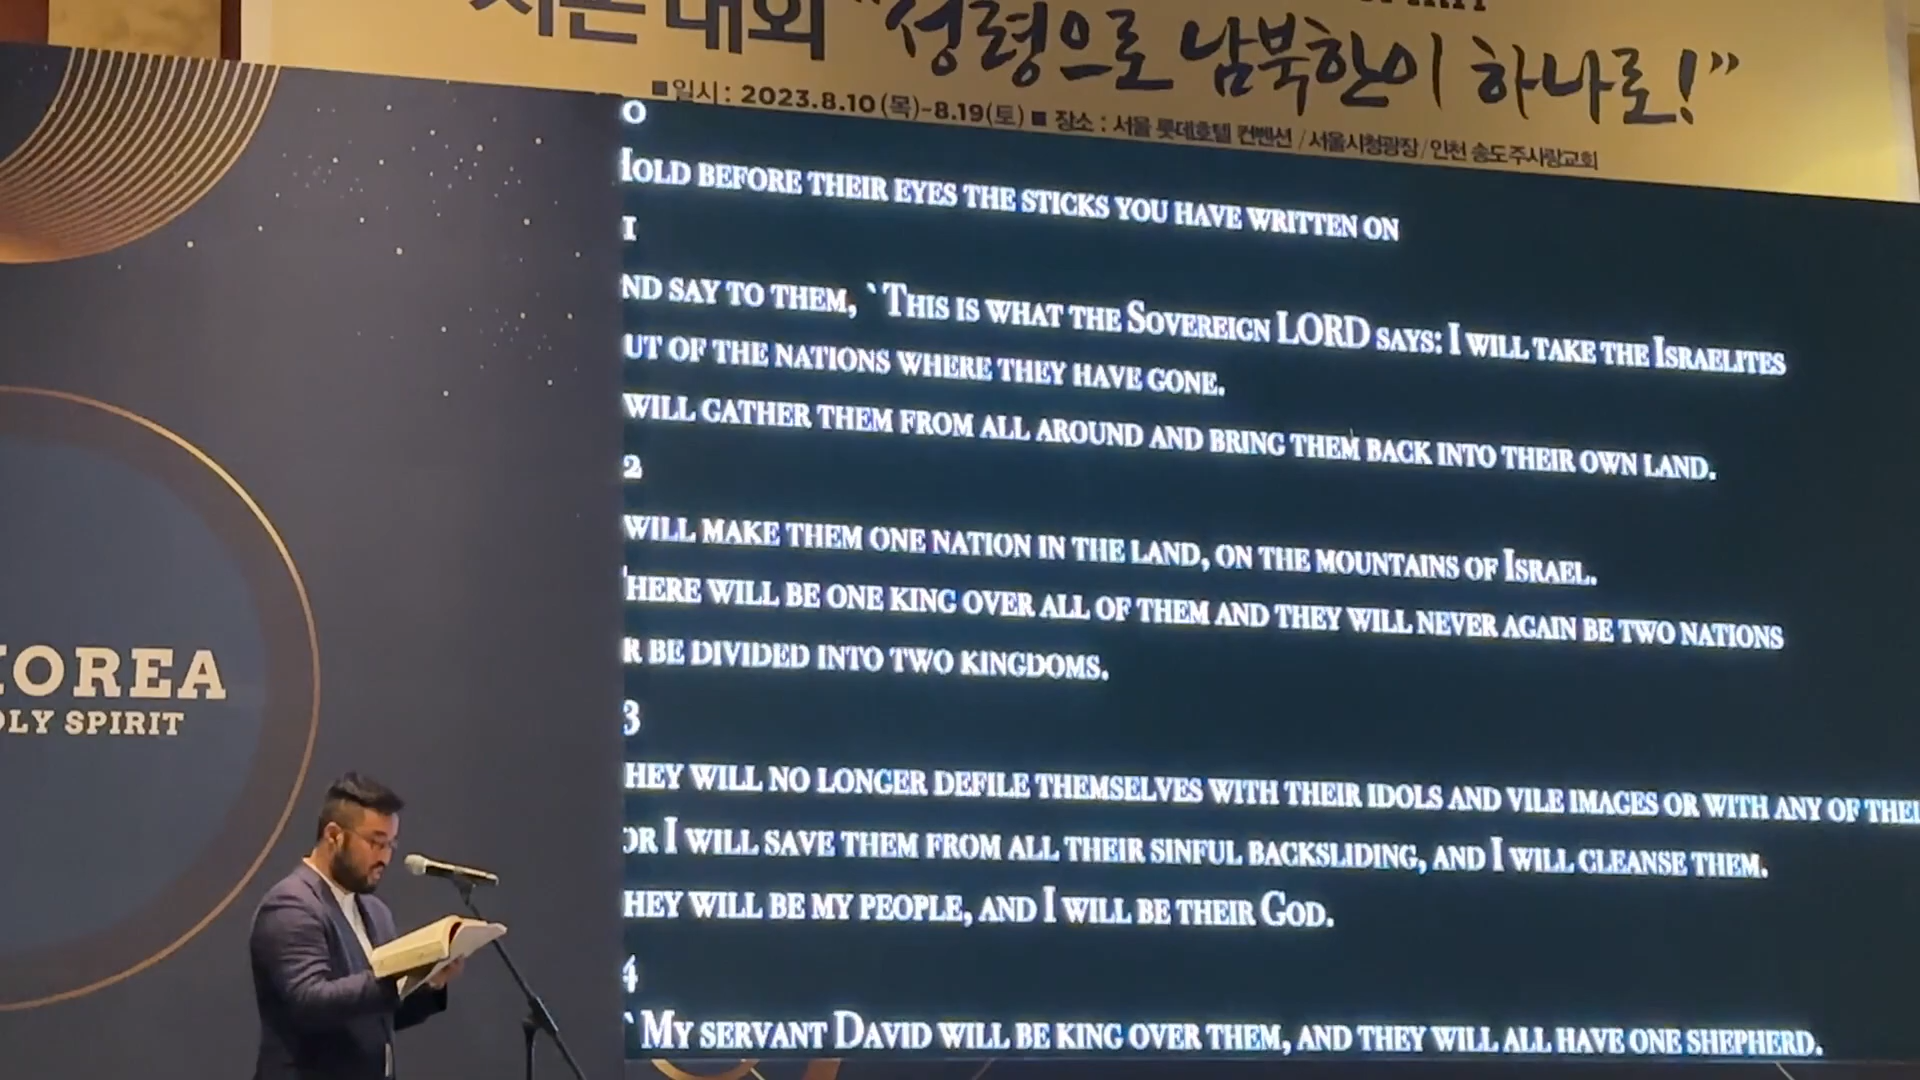 대회 "성령으로 남북한이 하나로!"
■일시 : 2023.8.10(목)-8.19(토) ■ 장소 : 서울 롯데호텔 컨벤션 / 서울시청광장 / 인천 송도주사랑교회
0
HOLD BEFORE THEIR EYES THE STICKS YOU HAVE WRITTEN ON
1
ND SAY TO THEM, `THIS IS WHAT THE SOVEREIGN LORD SAYS: I WILL TAKE THE ISRAELITES
UT OF THE NATIONS WHERE THEY HAVE GONE.
WILL GATHER THEM FROM ALL AROUND AND BRING THEM BACK INTO THEIR OWN LAND.
2
WILL MAKE THEM ONE NATION IN THE LAND, ON THE MOUNTAINS OF ISRAEL.
THERE WILL BE ONE KING OVER ALL OF THEM AND THEY WILL NEVER AGAIN BE TWO NATIONS
R BE DIVIDED INTO TWO KINGDOMS.
3
HEY WILL NO LONGER DEFILE THEMSELVES WITH THEIR IDOLS AND VILE IMAGES OR WITH ANY OF THEI
OR I WILL SAVE THEM FROM ALL THEIR SINFUL BACKSLIDING, AND I WILL CLEANSE THEM.
HEY WILL BE MY PEOPLE, AND I WILL BE THEIR GOD.
4
`MY SERVANT DAVID WILL BE KING OVER THEM, AND THEY WILL ALL HAVE ONE SHEPHERD.
KOREA
OLY SPIRIT